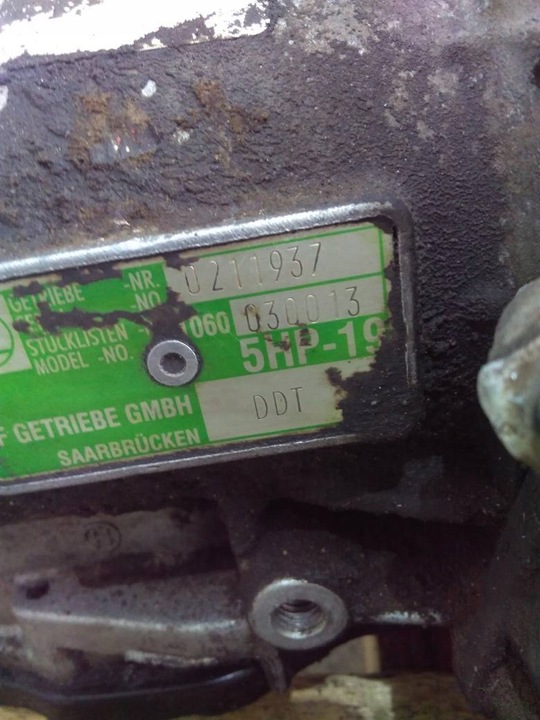 GETRIEBE -NR. 0211937
-NO.
STÜCKLISTEN 1060 030013
MODEL -NO. 5HP-19
F GETRIEBE GMBH DDT
SAARBRÜCKEN